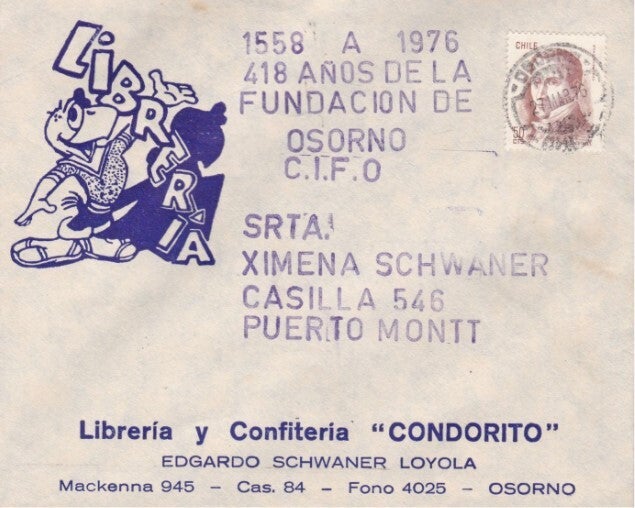 LIBRERIA
1558 A 1976
418 AÑOS DE LA
FUNDACION DE
OSORNO
C.I.F.O
CHILE
50
SRTA.
XIMENA SCHWANER
CASILLA 546
PUERTO MONTT
Librería y Confitería "CONDORITO"
EDGARDO SCHWANER LOYOLA
Mackenna 945 - Cas. 84 - Fono 4025 - OSORNO